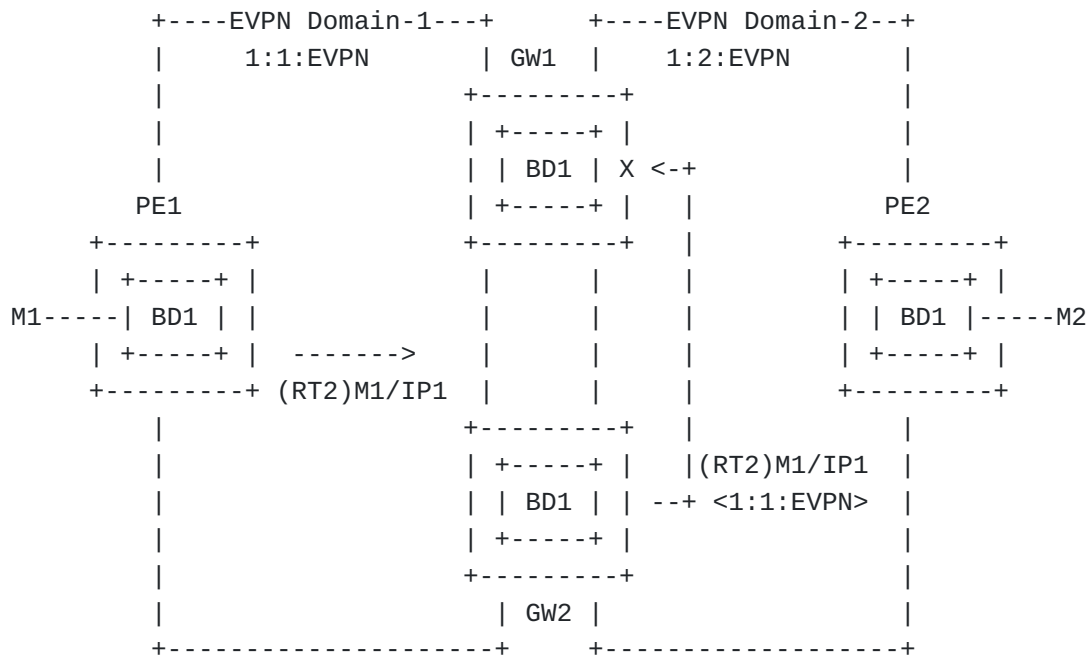 +----EVPN Domain-1---+      +----EVPN Domain-2--+
|     1:1:EVPN       | GW1  |    1:2:EVPN       |
|                  +---------+                 |
|                  | +-----+ |                 |
|                  | | BD1 | X <-+             |
PE1                | +-----+ |   |            PE2
+---------+             +---------+   |         +---------+
| +-----+ |              |      |     |         | +-----+ |
M1-----| BD1 | |              |      |     |         | | BD1 |-----M2
| +-----+ |  ------->    |      |     |         | +-----+ |
+---------+ (RT2)M1/IP1  |      |     |         +---------+
|                  +---------+   |             |
|                  | +-----+ |   |(RT2)M1/IP1  |
|                  | | BD1 | | --+ <1:1:EVPN>  |
|                  | +-----+ |                 |
|                  +---------+                 |
|                    | GW2 |                   |
+--------------------+     +-------------------+